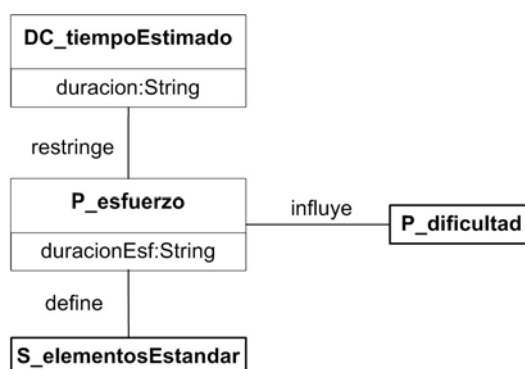 DC_tiempoEstimado
duracion:String
restringe
P_esfuerzo
influye
P_dificultad
duracionEsf:String
define
S_elementosEstandar